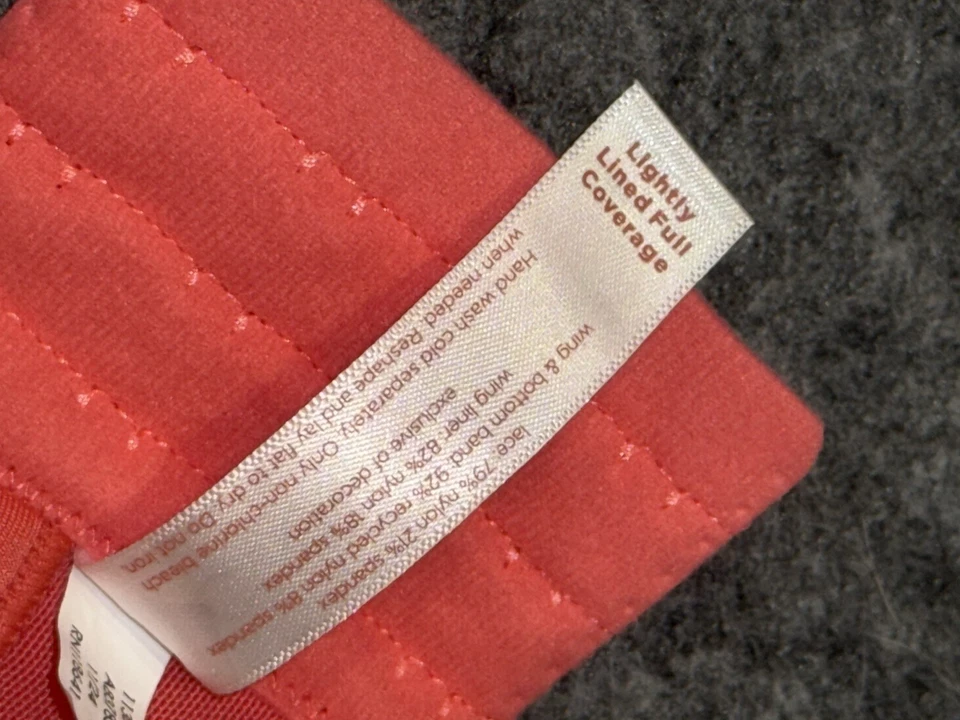 Lightly
Lined Full
Coverage
wing & bottom band 92% recycled nylon 8% spandex
lace 79% nylon 21% spandex
wing liner 82% nylon 18% spandex
exclusive of decoration
Hand wash cold separately. Only non-chlorine bleach
when needed. Reshape and lay flat to dry. Do not iron
11/24